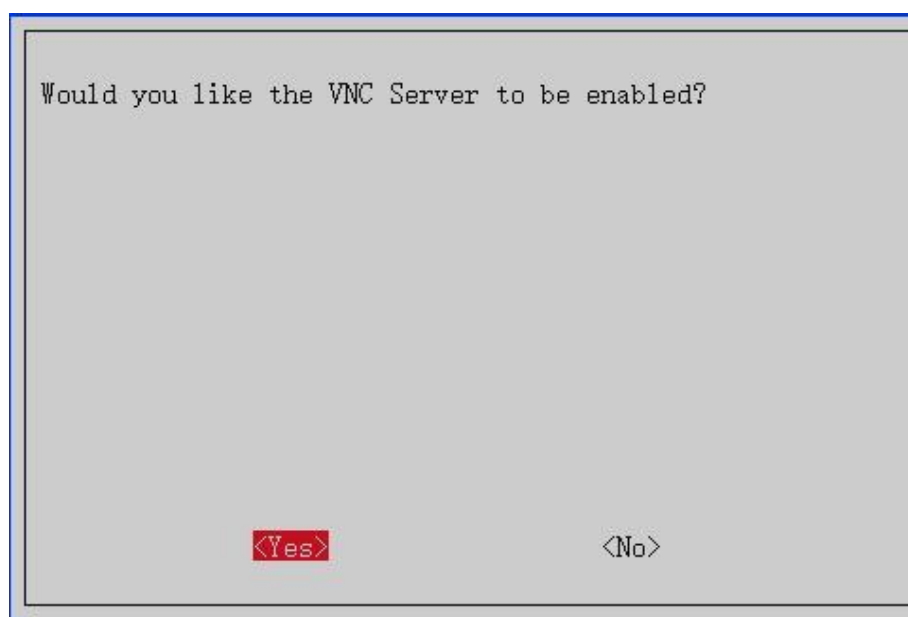 Would you like the VNC Server to be enabled?
<Yes> <No>